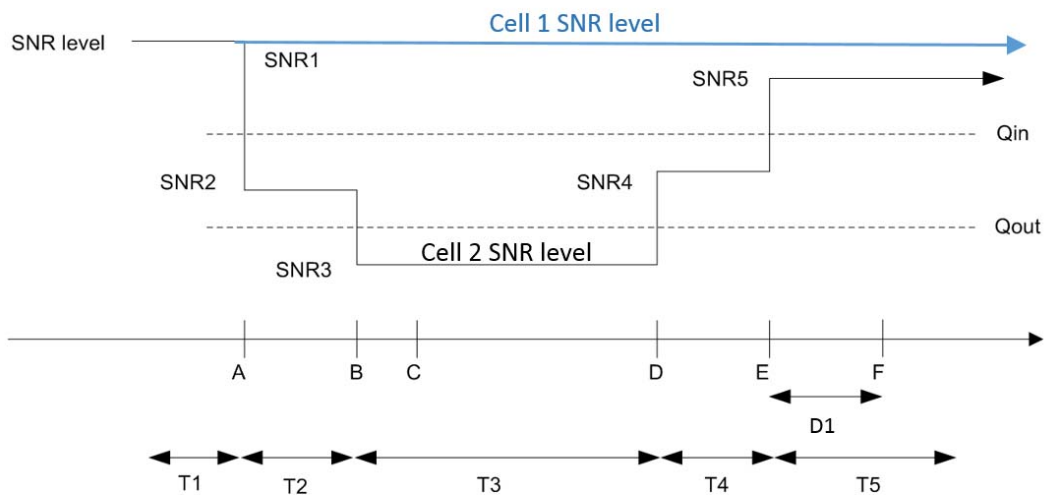 Cell 1 SNR level
SNR level
SNR1
SNR5
Qin
SNR2
SNR4
Qout
Cell 2 SNR level
SNR3
A B C D E F
D1
T1 T2 T3 T4 T5